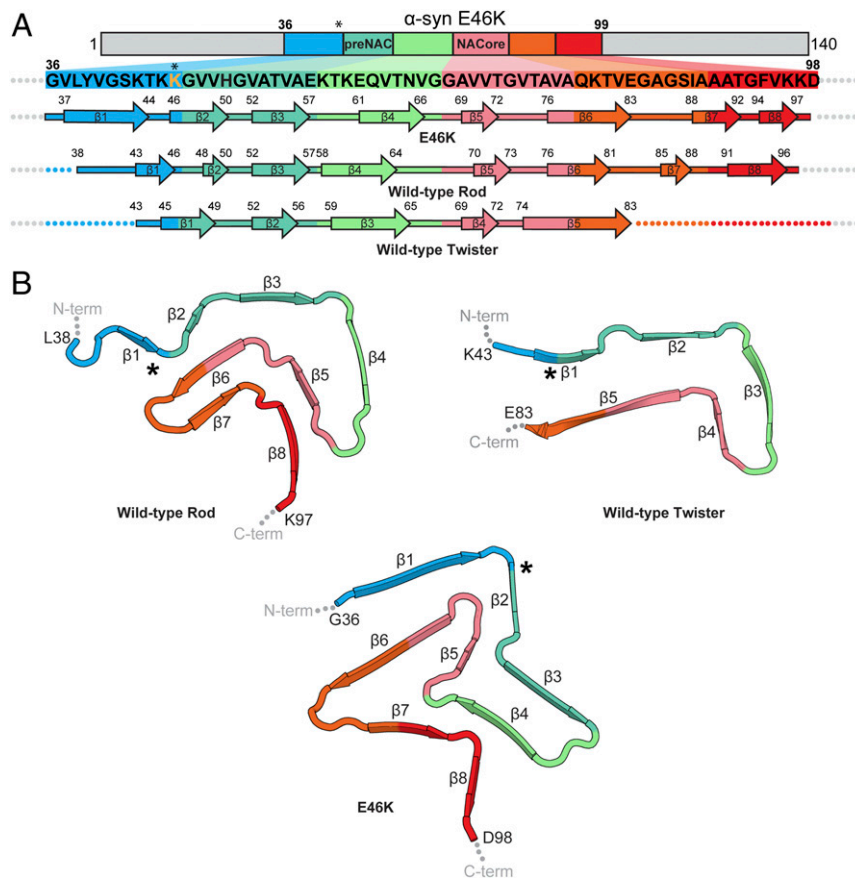 A
α-syn E46K
36 * 99
1 preNAC NACore 140
36 * 98
GVLYVGSKTKKGVVHGVATVAEKTKEQVTNVGGAVVTGVTAVAQKTVEGAGSIAAATGFVKKD
37 44 46 50 52 57 61 66 69 72 76 83 88 92 94 97
β1 β2 β3 β4 β5 β6 β7 β8
E46K
38 43 46 48 50 52 57 58 64 70 73 76 81 85 88 91 96
β1 β2 β3 β4 β5 β6 β7 β8
Wild-type Rod
43 45 49 52 56 59 65 69 72 74 83
β1 β2 β3 β4 β5
Wild-type Twister
B
N-term
L38
β1
*
β2
β3
β4
β5
β6
β7
β8
K97
C-term
Wild-type Rod
N-term
K43
*
β1
β2
β3
β4
β5
E83
C-term
Wild-type Twister
β1
*
N-term
G36
β2
β3
β4
β5
β6
β7
β8
E46K
D98
C-term